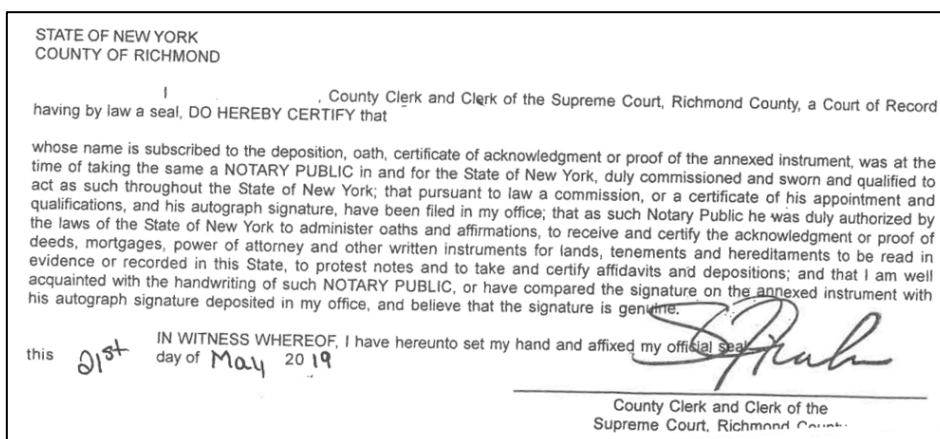 STATE OF NEW YORK
COUNTY OF RICHMOND
I , County Clerk and Clerk of the Supreme Court, Richmond County, a Court of Record
having by law a seal, DO HEREBY CERTIFY that
whose name is subscribed to the deposition, oath, certificate of acknowledgment or proof of the annexed instrument, was at the
time of taking the same a NOTARY PUBLIC in and for the State of New York, duly commissioned and sworn and qualified to
act as such throughout the State of New York; that pursuant to law a commission, or a certificate of his appointment and
qualifications, and his autograph signature, have been filed in my office; that as such Notary Public he was duly authorized by
the laws of the State of New York to administer oaths and affirmations, to receive and certify the acknowledgment or proof of
deeds, mortgages, power of attorney and other written instruments for lands, tenements and hereditaments to be read in
evidence or recorded in this State, to protest notes and to take and certify affidavits and depositions; and that I am well
acquainted with the handwriting of such NOTARY PUBLIC, or have compared the signature on the annexed instrument with
his autograph signature deposited in my office, and believe that the signature is genuine.
IN WITNESS WHEREOF, I have hereunto set my hand and affixed my official seal
this 21st day of May 2019
County Clerk and Clerk of the
Supreme Court, Richmond County